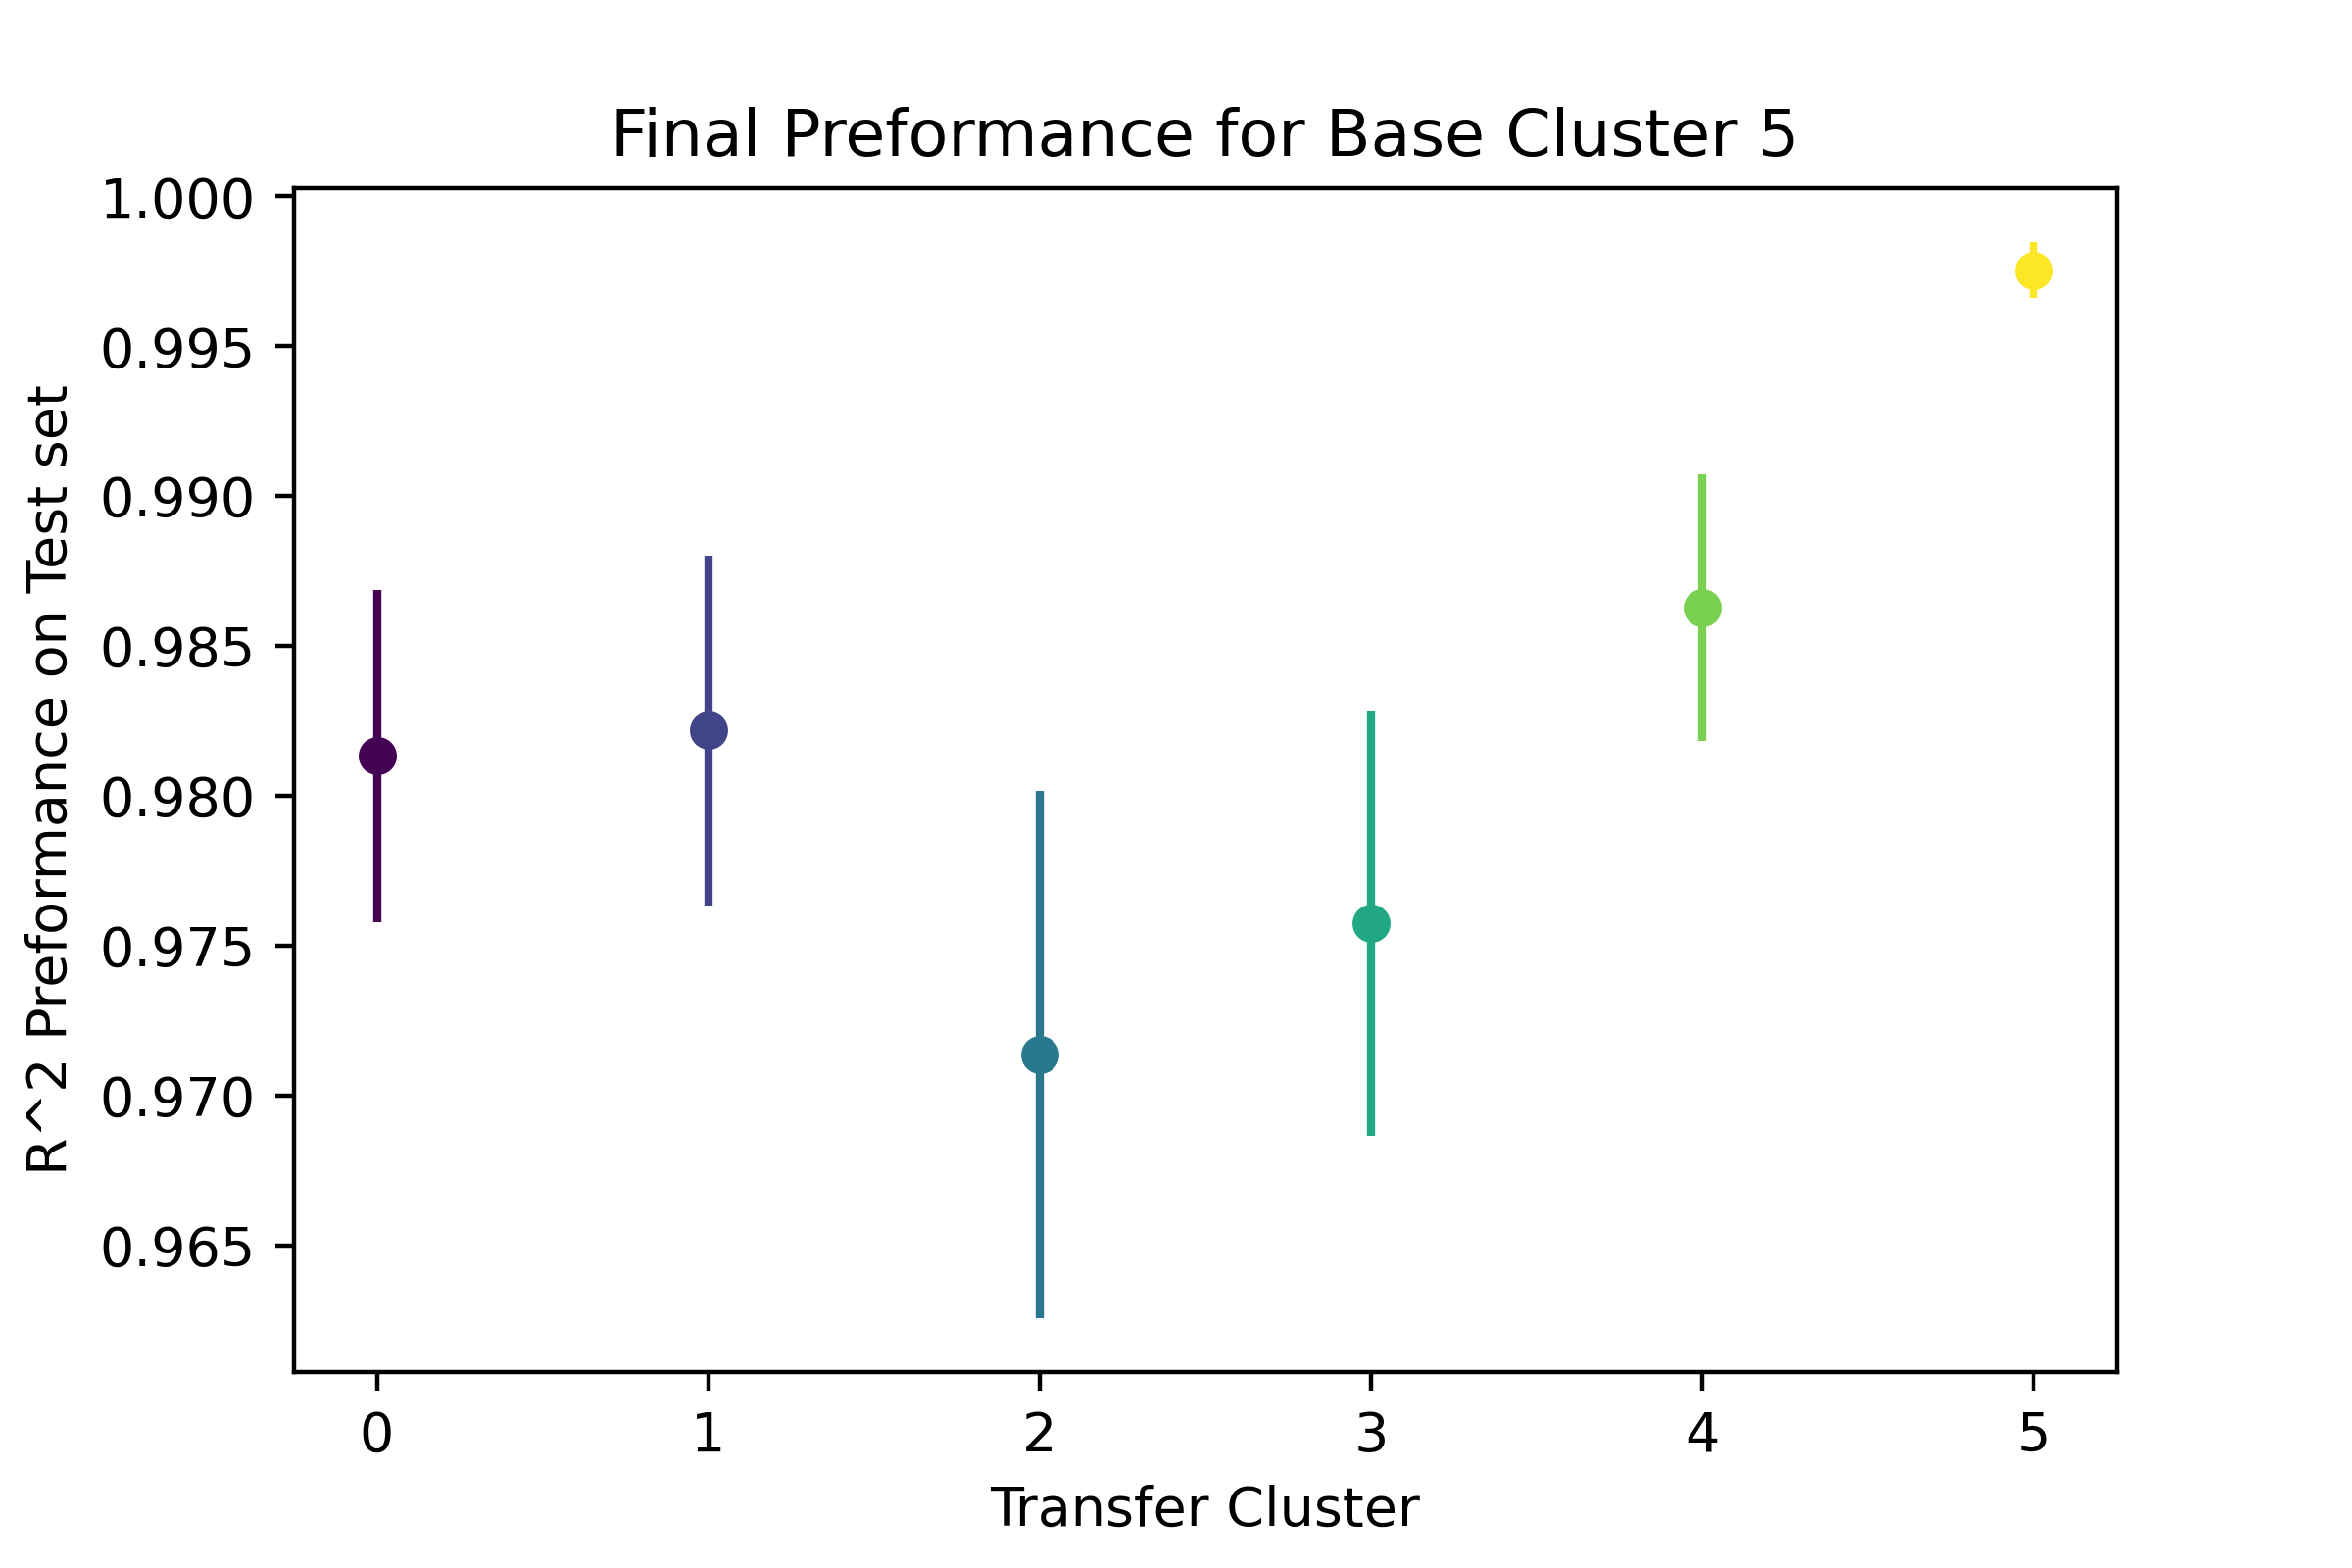 Final Preformance for Base Cluster 5
1.000
0.995
0.990
0.985
0.980
0.975
0.970
0.965
R^2 Preformance on Test set
0 1 2 3 4 5
Transfer Cluster